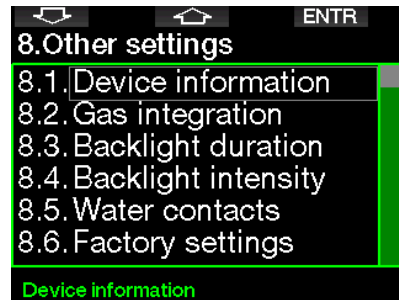 ENTR
8.Other settings
8.1.Device information
8.2.Gas integration
8.3.Backlight duration
8.4.Backlight intensity
8.5.Water contacts
8.6.Factory settings
Device information